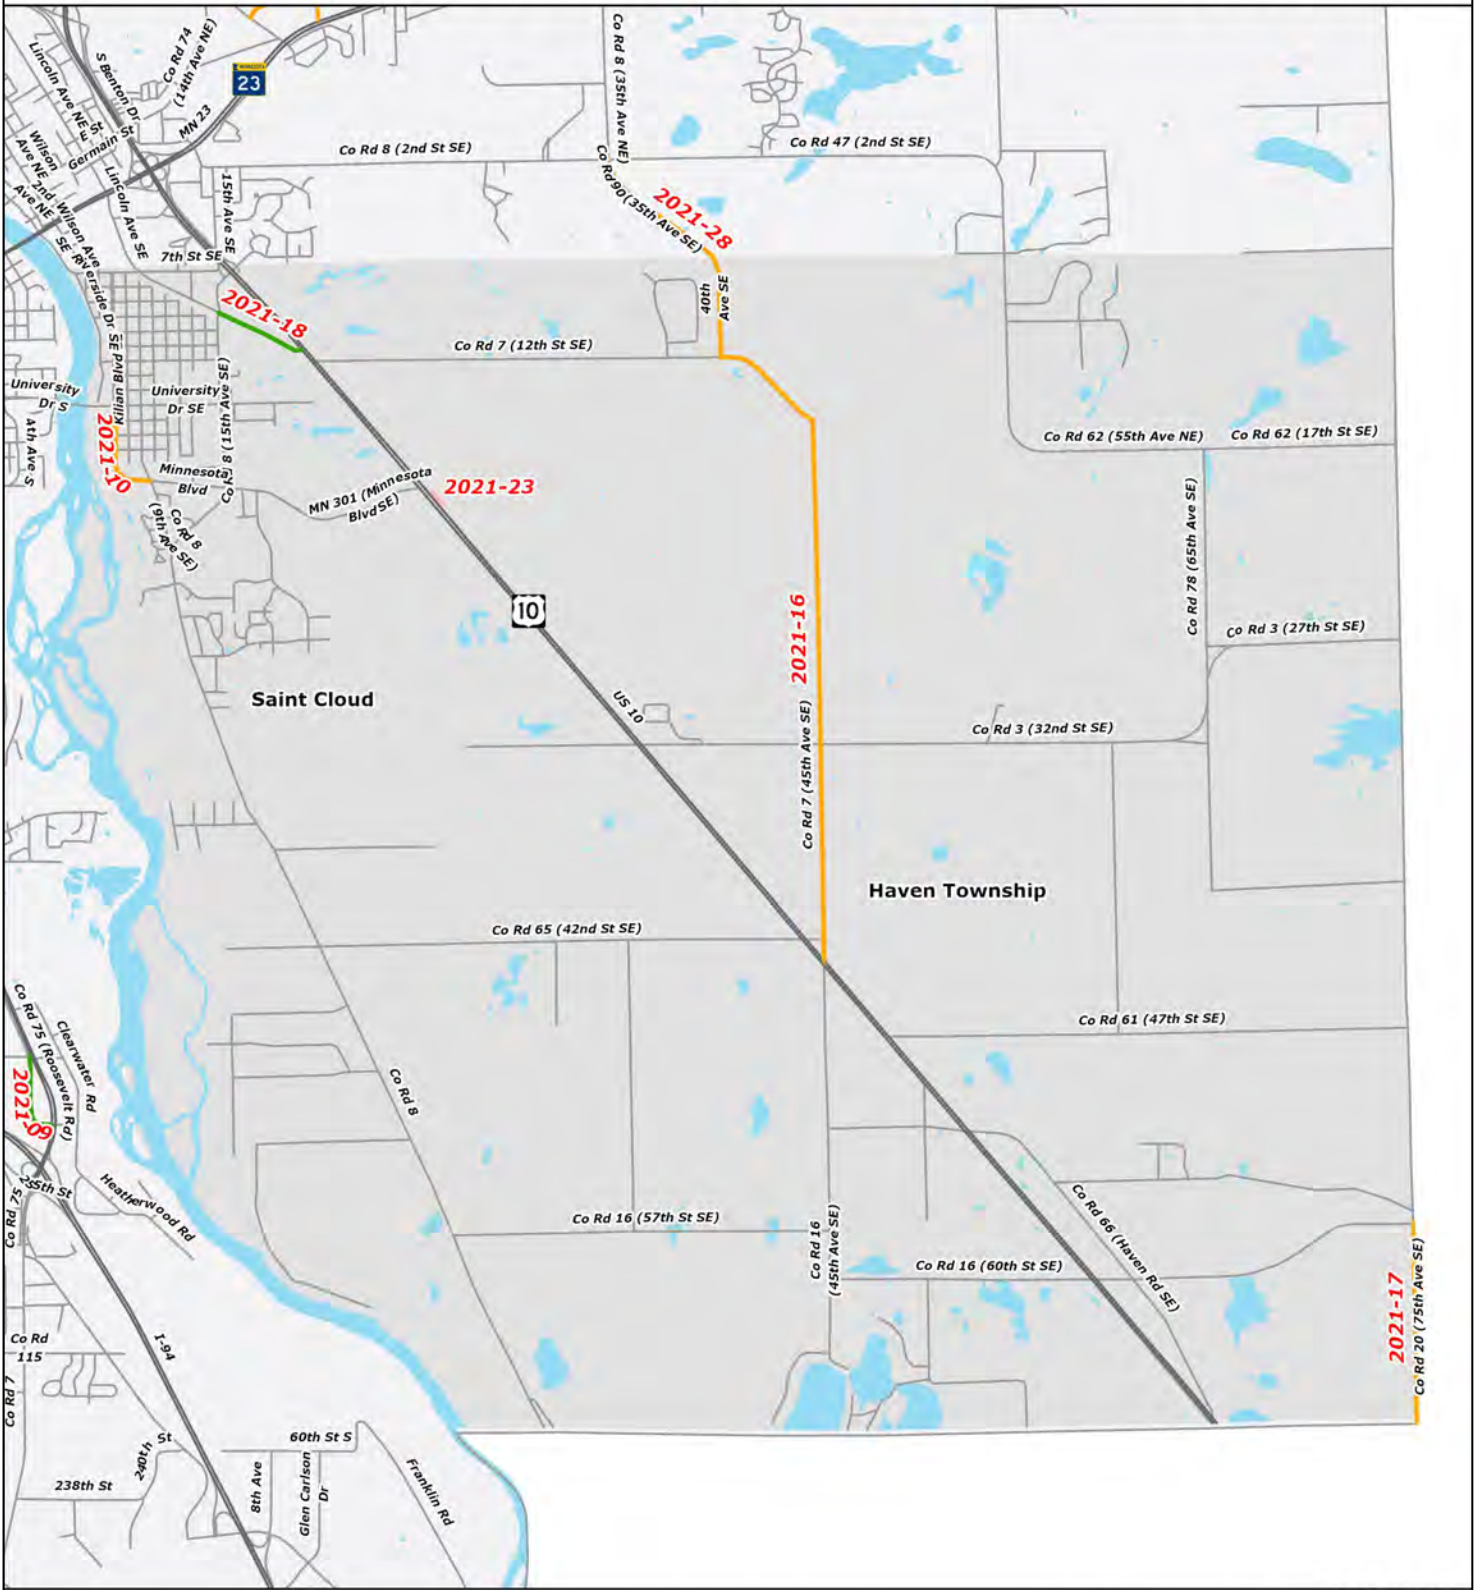 Lincoln Ave NE
S Benton Dr
Co Rd 74
(14th Ave NE)
MINNESOTA
23
MN 23
E St
Germain St
Wilson
Ave NE
2nd
Ave NE
Wilson Ave
SE
Riverside Dr SE
Lincoln Ave SE
15th Ave SE
7th St SE
Co Rd 8 (2nd St SE)
Co Rd 8 (35th Ave NE)
Co Rd 47 (2nd St SE)
Co Rd 90 (35th Ave SE)
2021-28
40th
Ave SE
2021-18
Co Rd 7 (12th St SE)
Kilian Blvd
University
Dr S
University
Dr SE
4th Ave S
Co Rd 8 (15th Ave SE)
2021-10
Minnesota
Blvd
Co Rd 8
(9th Ave SE)
MN 301 (Minnesota
Blvd SE)
2021-23
Co Rd 62 (55th Ave NE)
Co Rd 62 (17th St SE)
Co Rd 78 (65th Ave SE)
10
2021-16
Co Rd 3 (27th St SE)
Saint Cloud
US 10
Co Rd 7 (45th Ave SE)
Co Rd 3 (32nd St SE)
Haven Township
Co Rd 65 (42nd St SE)
Co Rd 75 (Roosevelt Rd)
Clearwater Rd
2021-09
Co Rd 61 (47th St SE)
Co Rd 8
Co Rd 75
255th St
Heatherwood Rd
Co Rd 16 (57th St SE)
Co Rd 16
(45th Ave SE)
Co Rd 66 (Haven Rd SE)
Co Rd 16 (60th St SE)
2021-17
Co Rd 20 (75th Ave SE)
Co Rd
115
I-94
Co Rd 7
240th St
60th St S
238th St
8th Ave
Glen Carlson
Dr
Franklin Rd